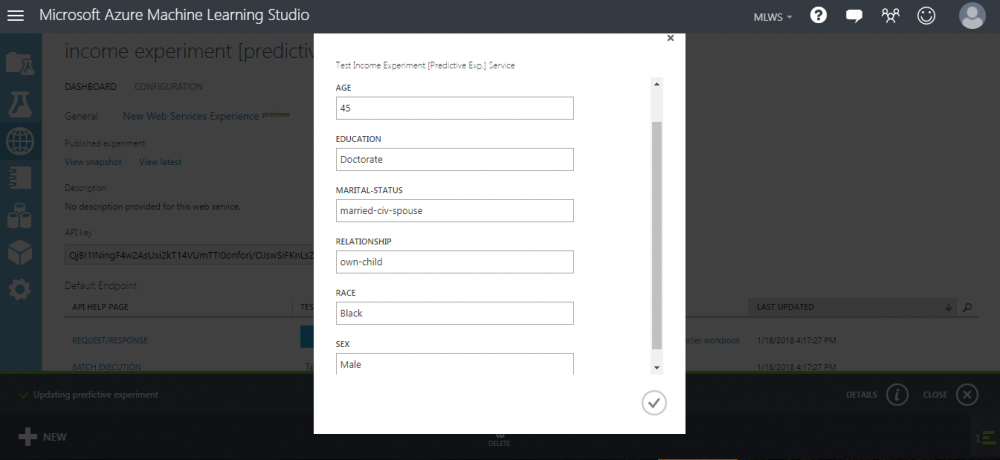 Microsoft Azure Machine Learning Studio
MLWS
income experiment [predictiv
DASHBOARD
CONFIGURATION
General
New Web Services Experience preview
Published experiment
View snapshot
View latest
Description
No description provided for this web service.
API key
Default Endpoint
API HELP PAGE
TES
LAST UPDATED
REQUEST/RESPONSE
rlier workbook
1/18/2018 4:17:27 PM
BATCH EXECUTION
Te
1/18/2018 4:17:27 PM
Test Income Experiment [Predictive Exp.] Service
AGE
45
EDUCATION
Doctorate
MARITAL-STATUS
married-civ-spouse
RELATIONSHIP
own-child
RACE
Black
SEX
Male
Updating predictive experiment
DETAILS
CLOSE
NEW
DELETE
1